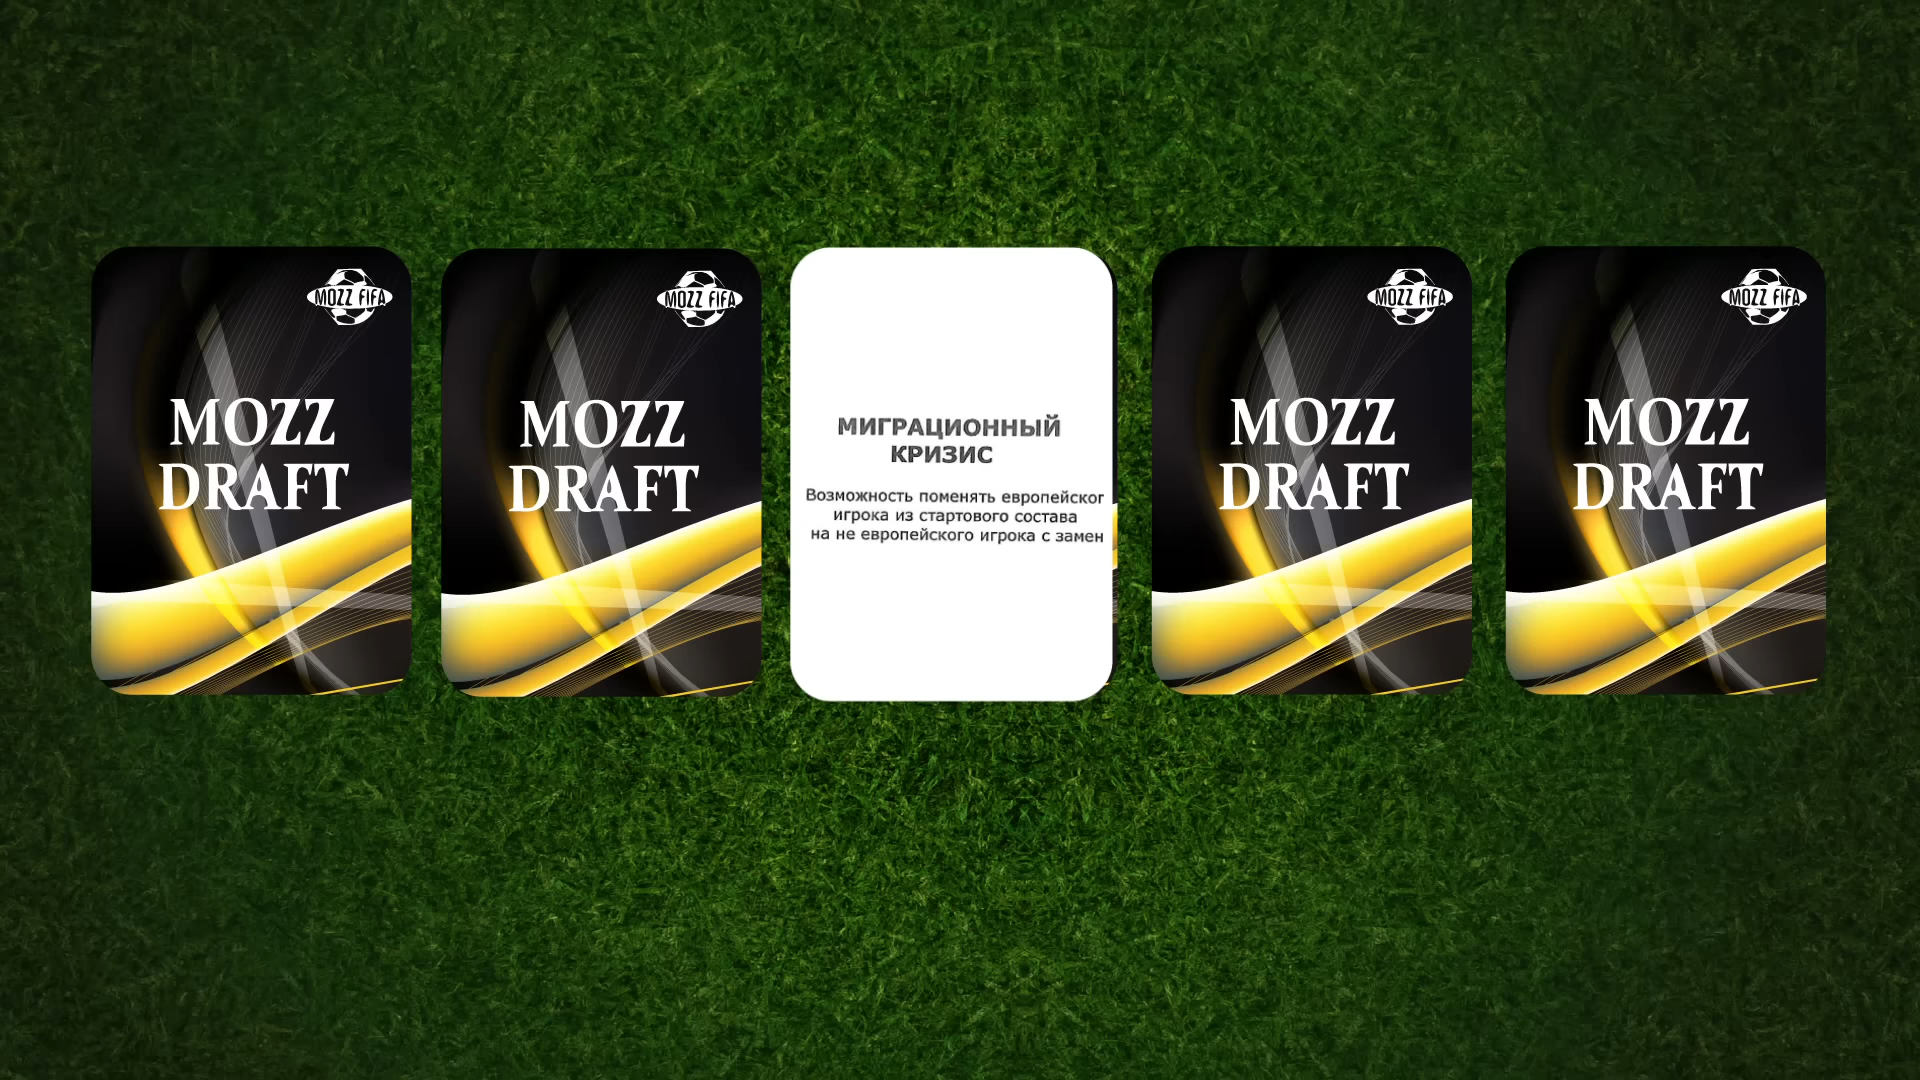 MOZZ FIFA
MOZZ
DRAFT
MOZZ FIFA
MOZZ
DRAFT
МИГРАЦИОННЫЙ
КРИЗИС
Возможность поменять европейског
игрока из стартового состава
на не европейского игрока с замен
MOZZ FIFA
MOZZ
DRAFT
MOZZ FIFA
MOZZ
DRAFT